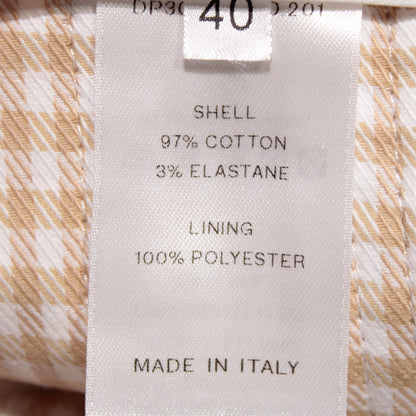 40
SHELL
97% COTTON
3% ELASTANE
LINING
100% POLYESTER
MADE IN ITALY